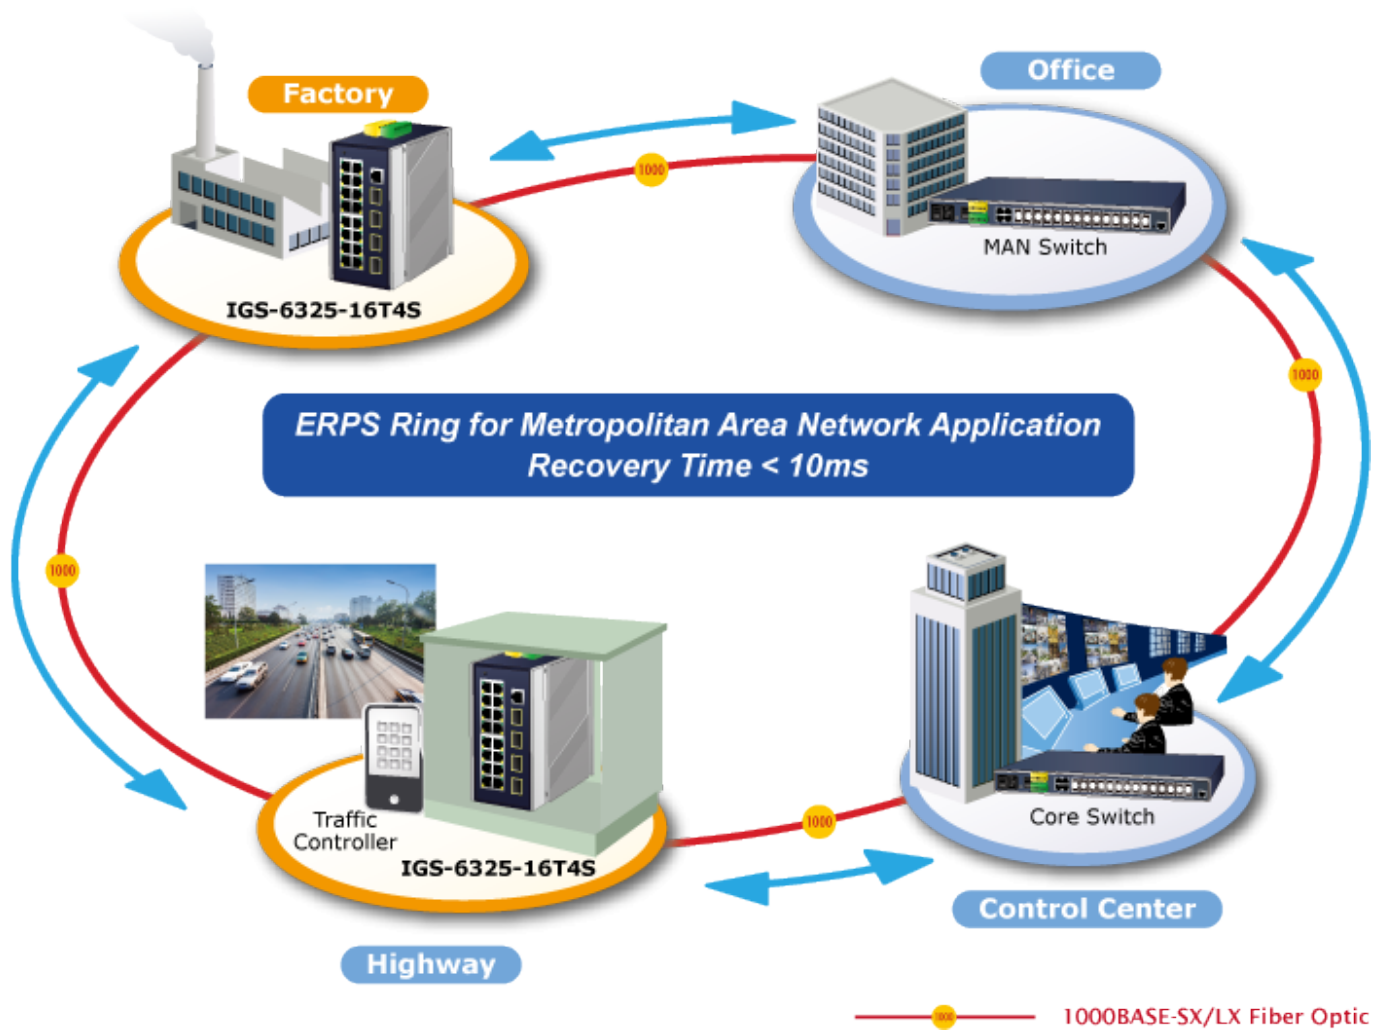 Factory
Office
1000
MAN Switch
IGS-6325-16T4S
1000
ERPS Ring for Metropolitan Area Network Application
Recovery Time < 10ms
1000
Traffic
Controller
IGS-6325-16T4S
1000
Core Switch
Control Center
Highway
1000
1000BASE-SX/LX Fiber Optic